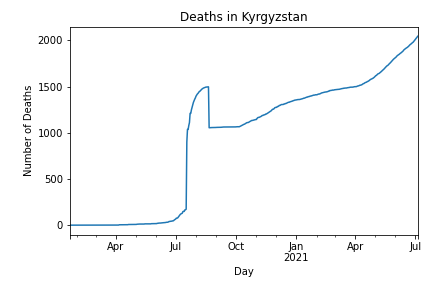 Deaths in Kyrgyzstan
Number of Deaths
2000
1500
1000
500
0
Apr
Jul
Oct
Jan
2021
Apr
Jul
Day